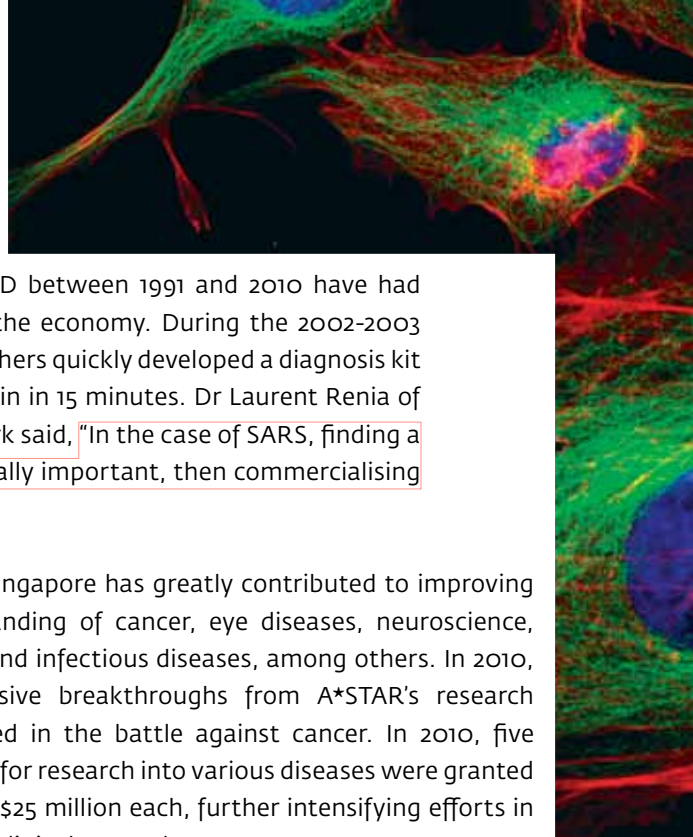 D between 1991 and 2010 have had
the economy. During the 2002-2003
hers quickly developed a diagnosis kit
in in 15 minutes. Dr Laurent Renia of
rk said, “In the case of SARS, finding a
ally important, then commercialising
ingapore has greatly contributed to improving
nding of cancer, eye diseases, neuroscience,
nd infectious diseases, among others. In 2010,
sive breakthroughs from A★STAR’s research
ed in the battle against cancer. In 2010, five
for research into various diseases were granted
$25 million each, further intensifying efforts in